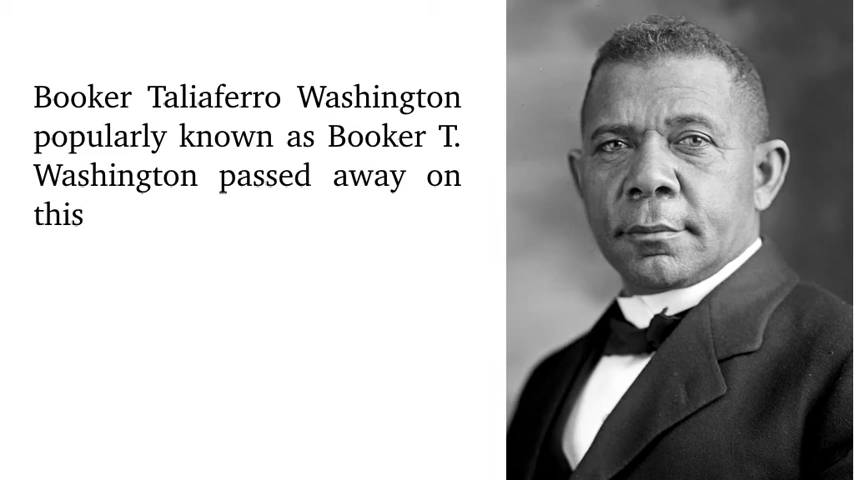 Booker Taliaferro Washington
popularly known as Booker T.
Washington passed away on
this